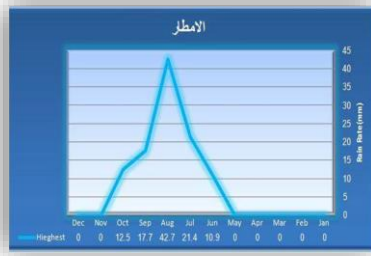 الامطار
45
40
35
30
25
20
15
10
5
0
Rain Rate(mm)
Dec Nov Oct Sep Aug Jul Jun May Apr Mar Feb Jan
Hieghest 0 0 12.5 17.7 42.7 21.4 10.9 0 0 0 0 0